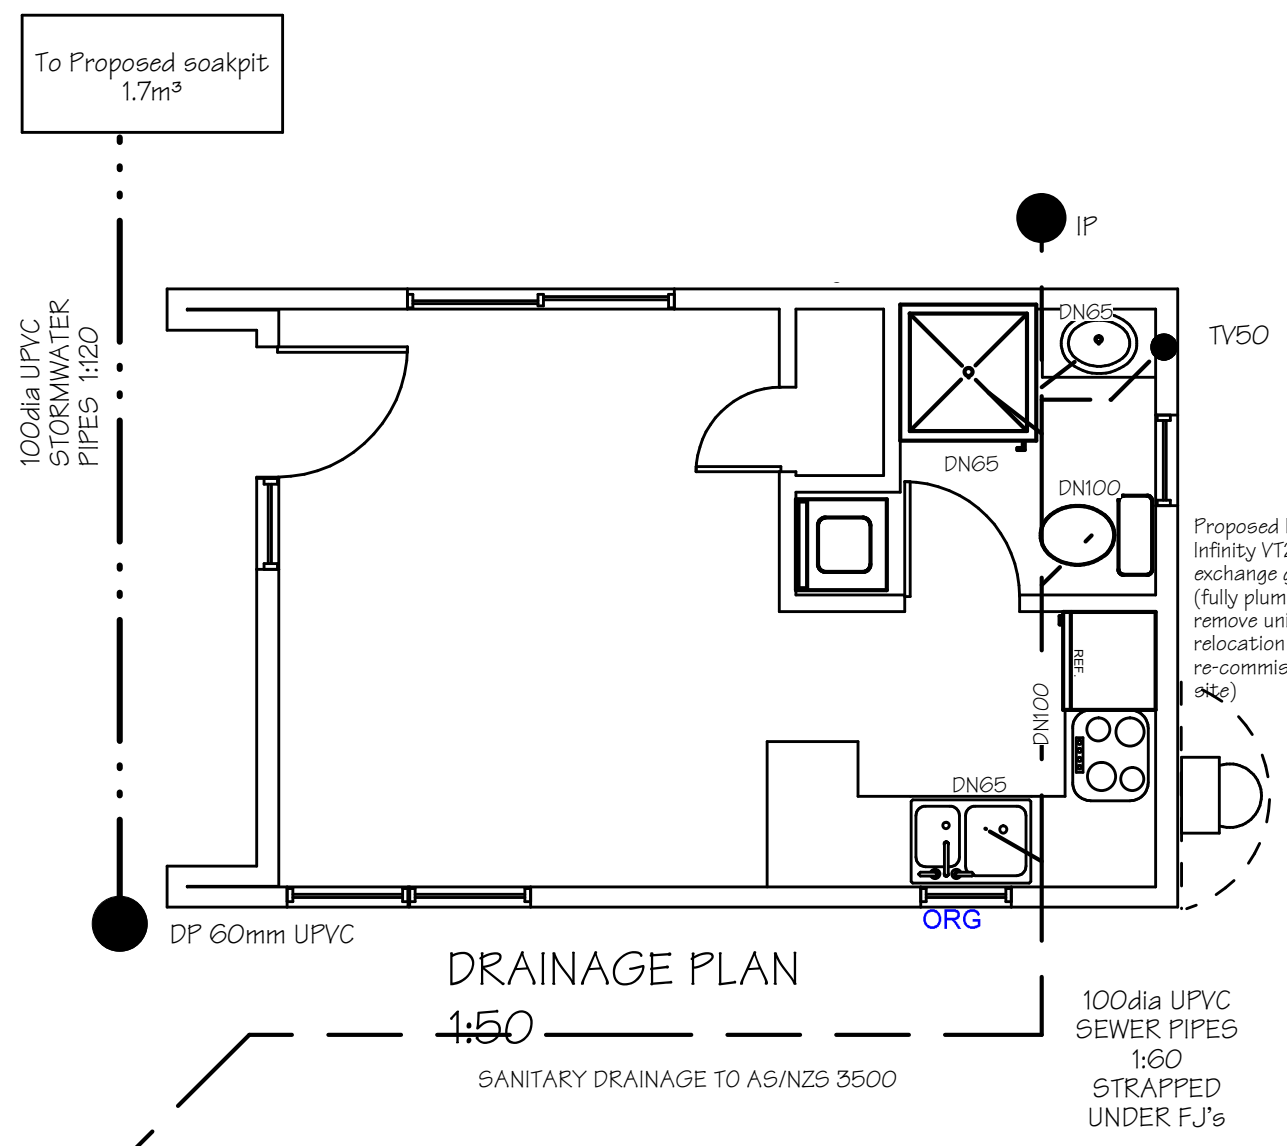 To Proposed soakpit
1.7m³
IP
100dia UPVC
STORMWATER
PIPES 1:120
DN65
TV50
DN65
DN100
Proposed
Infinity
exchange
(fully
remove
relocation
site)
REF.
DN100
DN65
ORG
DP 60mm UPVC
DRAINAGE PLAN
1:50
SANITARY DRAINAGE TO AS/NZS 3500
100dia UPVC
SEWER PIPES
1:60
STRAPPED
UNDER FJ's